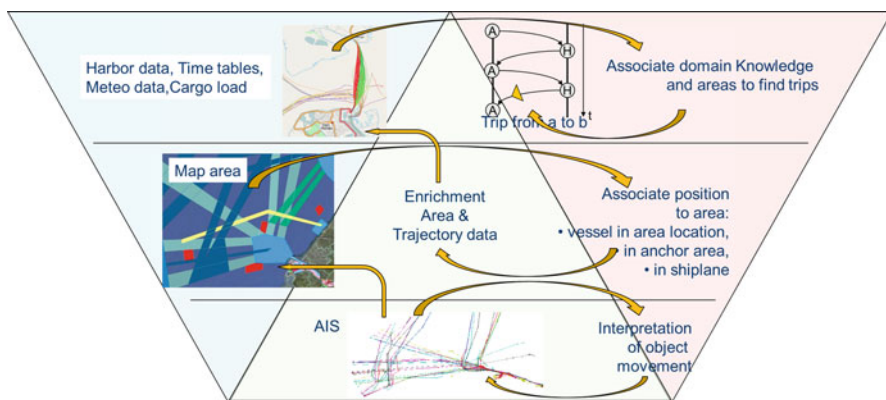 Harbor data, Time tables,
Meteo data,Cargo load
A
H
A
H
A
t
Trip from a to b
Associate domain Knowledge
and areas to find trips
Map area
Enrichment
Area &
Trajectory data
Associate position
to area:
• vessel in area location,
• in anchor area,
• in shiplane
AIS
Interpretation
of object
movement